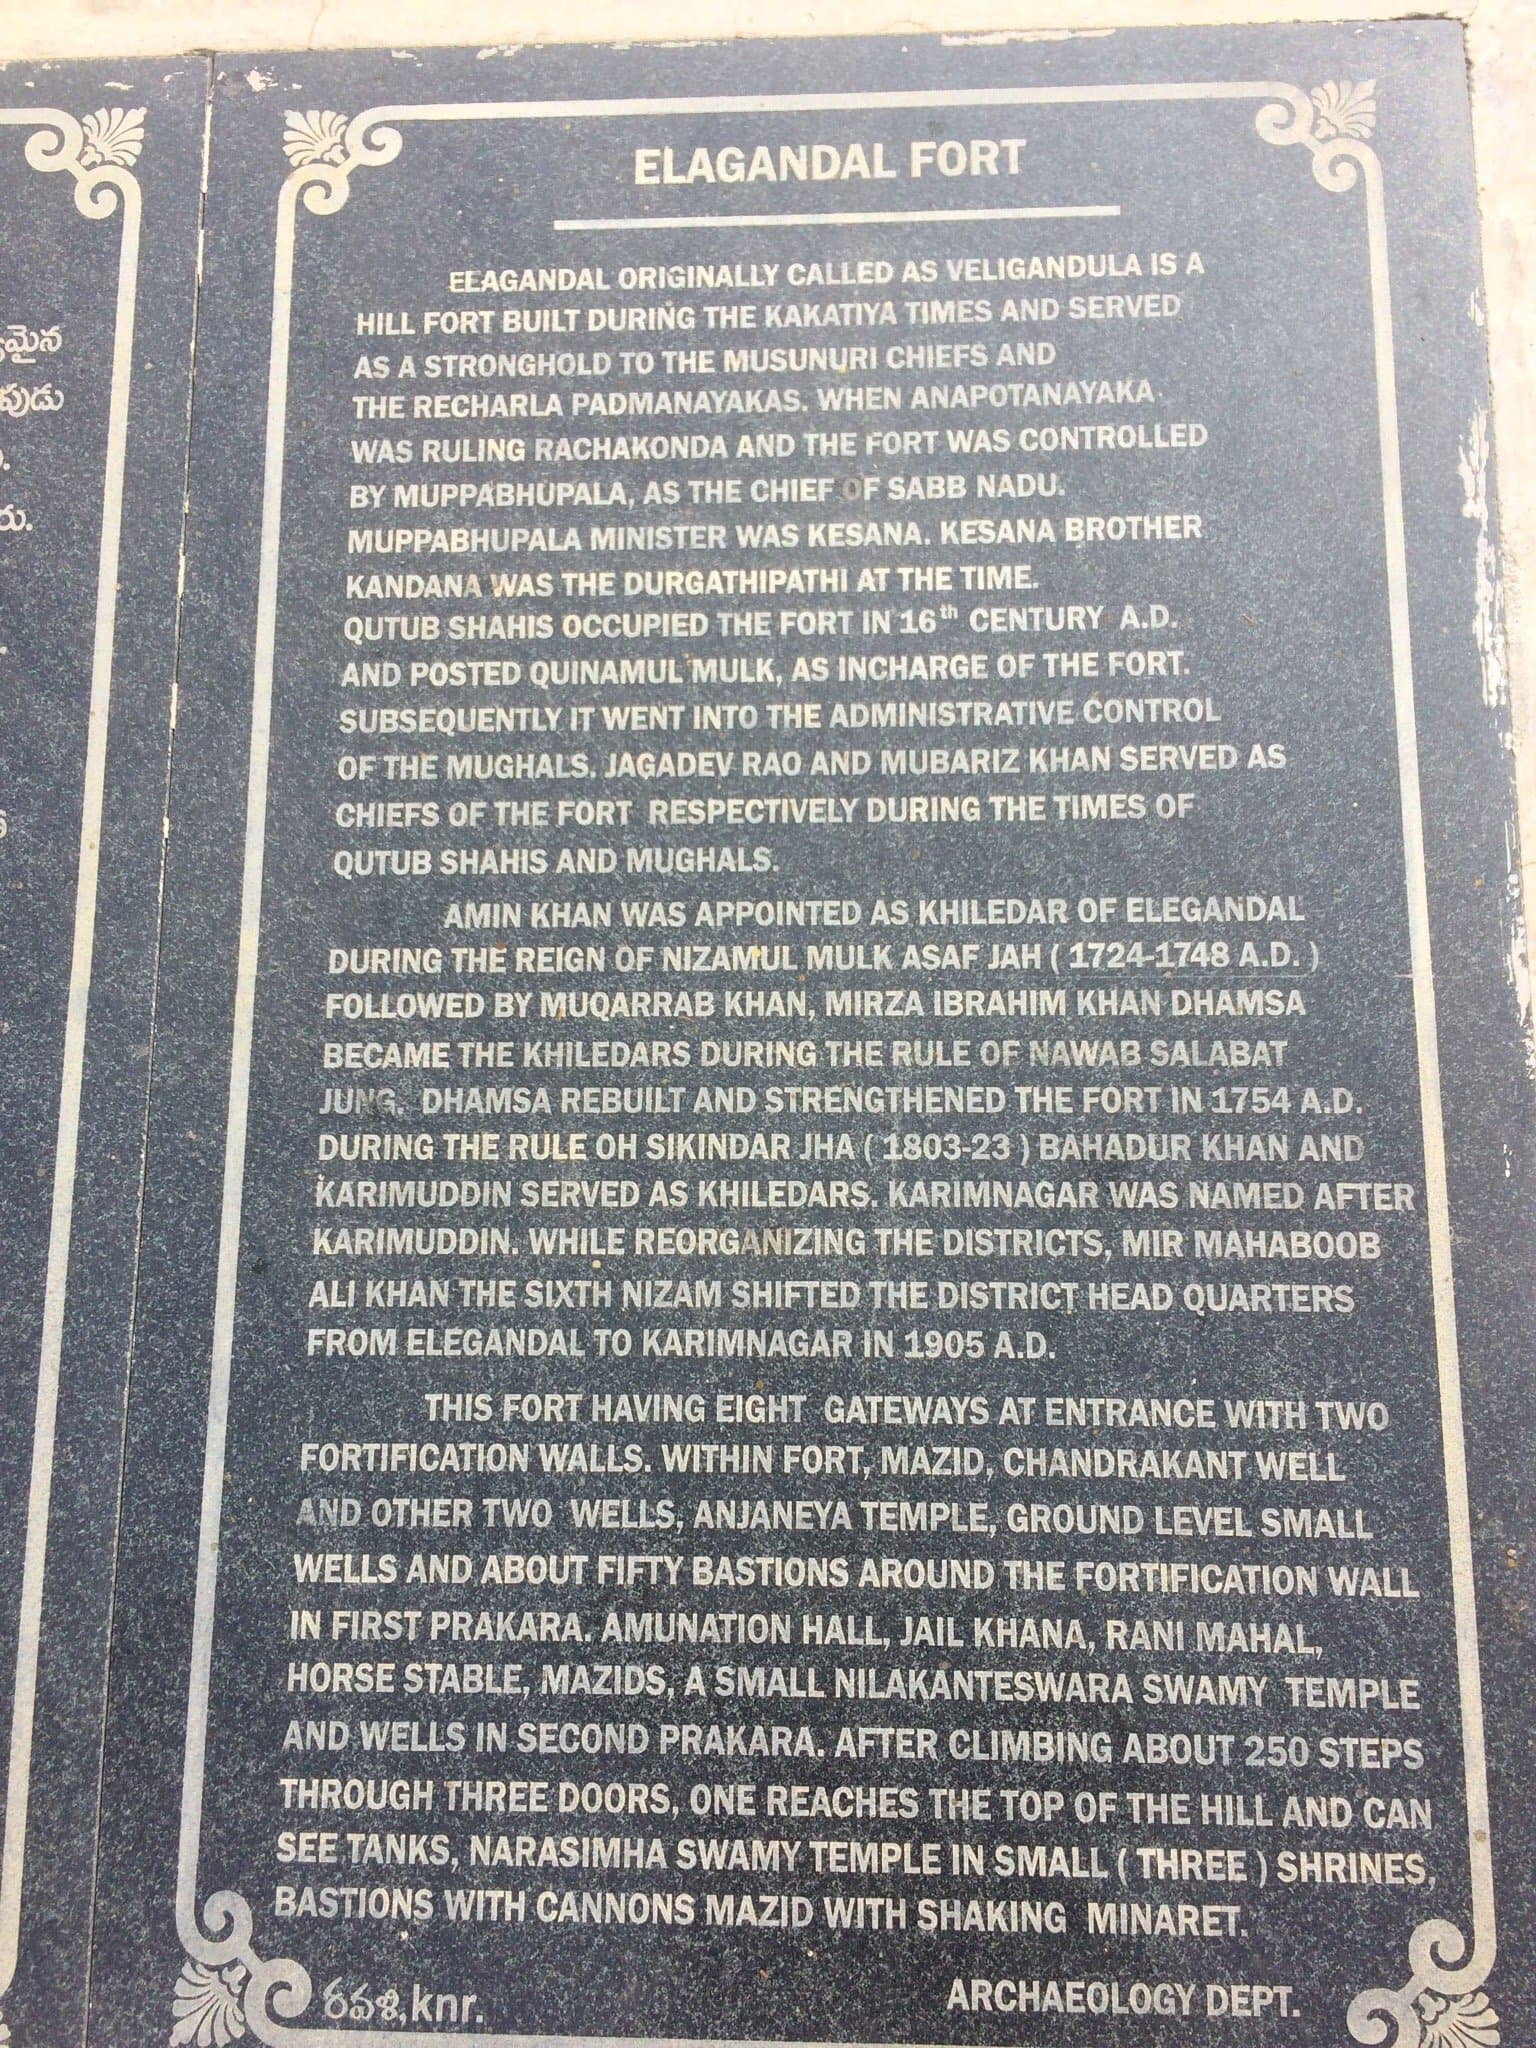 ELAGANDAL FORT
ELAGANDAL ORIGINALLY CALLED AS VELIGANDULA IS A
HILL FORT BUILT DURING THE KAKATIYA TIMES AND SERVED
AS A STRONGHOLD TO THE MUSUNURI CHIEFS AND
THE RECHARLA PADMANAYAKAS. WHEN ANAPOTANAYAKA
WAS RULING RACHAKONDA AND THE FORT WAS CONTROLLED
BY MUPPABHUPALA, AS THE CHIEF OF SABB NADU.
MUPPABHUPALA MINISTER WAS KESANA. KESANA BROTHER
KANDANA WAS THE DURGATHIPATHI AT THE TIME.
QUTUB SHAHIS OCCUPIED THE FORT IN 16th CENTURY A.D.
AND POSTED QUINAMUL MULK, AS INCHARGE OF THE FORT.
SUBSEQUENTLY IT WENT INTO THE ADMINISTRATIVE CONTROL
OF THE MUGHALS. JAGADEV RAO AND MUBARIZ KHAN SERVED AS
CHIEFS OF THE FORT RESPECTIVELY DURING THE TIMES OF
QUTUB SHAHIS AND MUGHALS.
AMIN KHAN WAS APPOINTED AS KHILEDAR OF ELEGANDAL
DURING THE REIGN OF NIZAMUL MULK ASAF JAH ( 1724-1748 A.D. )
FOLLOWED BY MUQARRAB KHAN, MIRZA IBRAHIM KHAN DHAMSA
BECAME THE KHILEDARS DURING THE RULE OF NAWAB SALABAT
JUNG. DHAMSA REBUILT AND STRENGTHENED THE FORT IN 1754 A.D.
DURING THE RULE OH SIKINDAR JHA ( 1803-23 ) BAHADUR KHAN AND
KARIMUDDIN SERVED AS KHILEDARS. KARIMNAGAR WAS NAMED AFTER
KARIMUDDIN. WHILE REORGANIZING THE DISTRICTS, MIR MAHABOOB
ALI KHAN THE SIXTH NIZAM SHIFTED THE DISTRICT HEAD QUARTERS
FROM ELEGANDAL TO KARIMNAGAR IN 1905 A.D.
THIS FORT HAVING EIGHT GATEWAYS AT ENTRANCE WITH TWO
FORTIFICATION WALLS. WITHIN FORT, MAZID, CHANDRAKANT WELL
AND OTHER TWO WELLS, ANJANEYA TEMPLE, GROUND LEVEL SMALL
WELLS AND ABOUT FIFTY BASTIONS AROUND THE FORTIFICATION WALL
IN FIRST PRAKARA. AMUNATION HALL, JAIL KHANA, RANI MAHAL,
HORSE STABLE, MAZIDS, A SMALL NILAKANTESWARA SWAMY TEMPLE
AND WELLS IN SECOND PRAKARA. AFTER CLIMBING ABOUT 250 STEPS
THROUGH THREE DOORS, ONE REACHES THE TOP OF THE HILL AND CAN
SEE TANKS, NARASIMHA SWAMY TEMPLE IN SMALL ( THREE ) SHRINES,
BASTIONS WITH CANNONS MAZID WITH SHAKING MINARET.
రవళి, knr.
ARCHAEOLOGY DEPT.